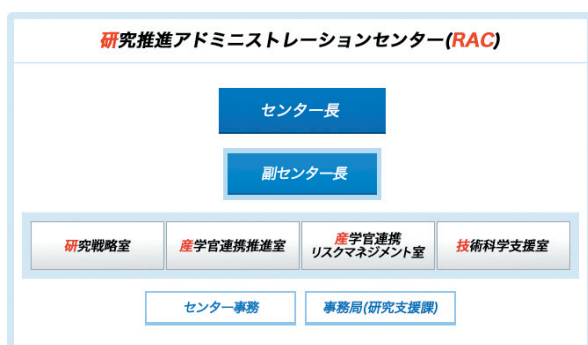 研究推進アドミニストレーションセンター(RAC)
センター長
副センター長
研究戦略室
産学官連携推進室
産学官連携
リスクマネジメント室
技術科学支援室
センター事務
事務局(研究支援課)